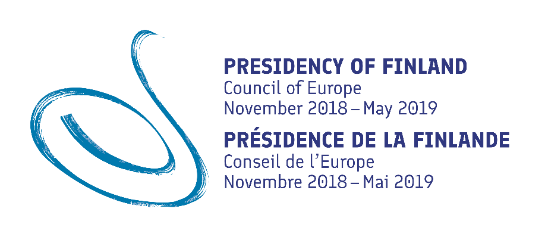 PRESIDENCY OF FINLAND
Council of Europe
November 2018 – May 2019
PRÉSIDENCE DE LA FINLANDE
Conseil de l'Europe
Novembre 2018 – Mai 2019